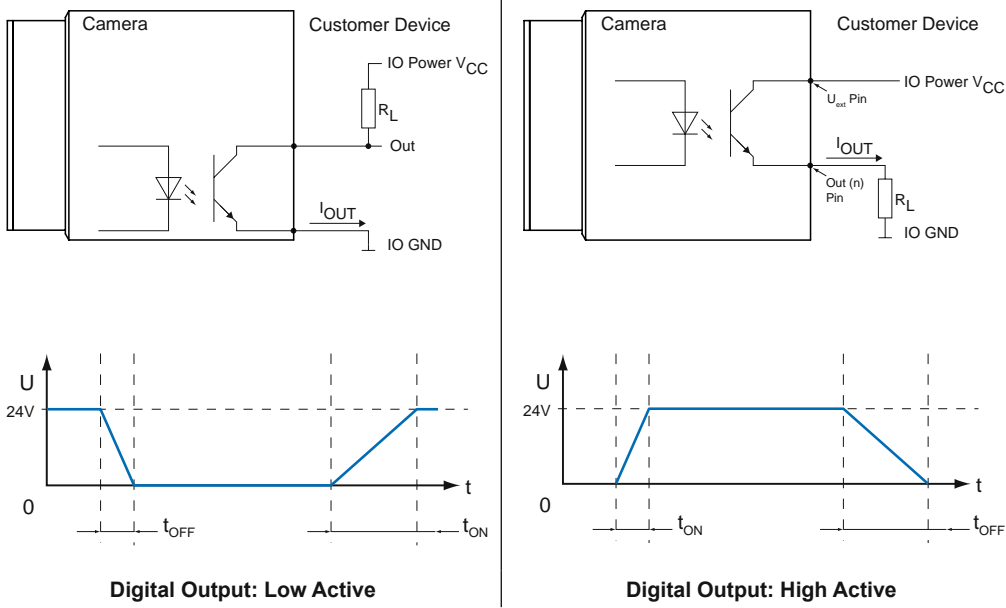 Camera
Customer Device
IO Power VCC
RL
Out
IOUT
IO GND
U
24V
0
t
tOFF
tON
Digital Output: Low Active
Camera
Customer Device
IO Power VCC
Uext Pin
IOUT
Out (n)
Pin
RL
IO GND
U
24V
0
t
tON
tOFF
Digital Output: High Active